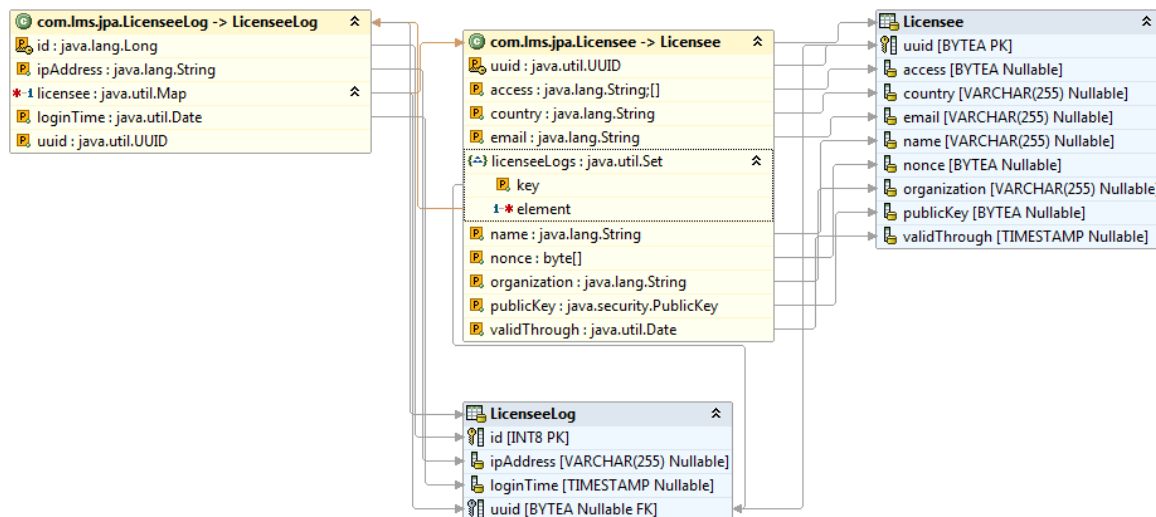 com.lms.jpa.LicenseeLog -> LicenseeLog
id : java.lang.Long
ipAddress : java.lang.String
*-1 licensee : java.util.Map
loginTime : java.util.Date
uuid : java.util.UUID
com.lms.jpa.Licensee -> Licensee
uuid : java.util.UUID
access : java.lang.String;[]
country : java.lang.String
email : java.lang.String
licenseeLogs : java.util.Set
key
1-* element
name : java.lang.String
nonce : byte[]
organization : java.lang.String
publicKey : java.security.PublicKey
validThrough : java.util.Date
Licensee
uuid [BYTEA PK]
access [BYTEA Nullable]
country [VARCHAR(255) Nullable]
email [VARCHAR(255) Nullable]
name [VARCHAR(255) Nullable]
nonce [BYTEA Nullable]
organization [VARCHAR(255) Nullable
publicKey [BYTEA Nullable]
validThrough [TIMESTAMP Nullable]
LicenseeLog
id [INT8 PK]
ipAddress [VARCHAR(255) Nullable]
loginTime [TIMESTAMP Nullable]
uuid [BYTEA Nullable FK]